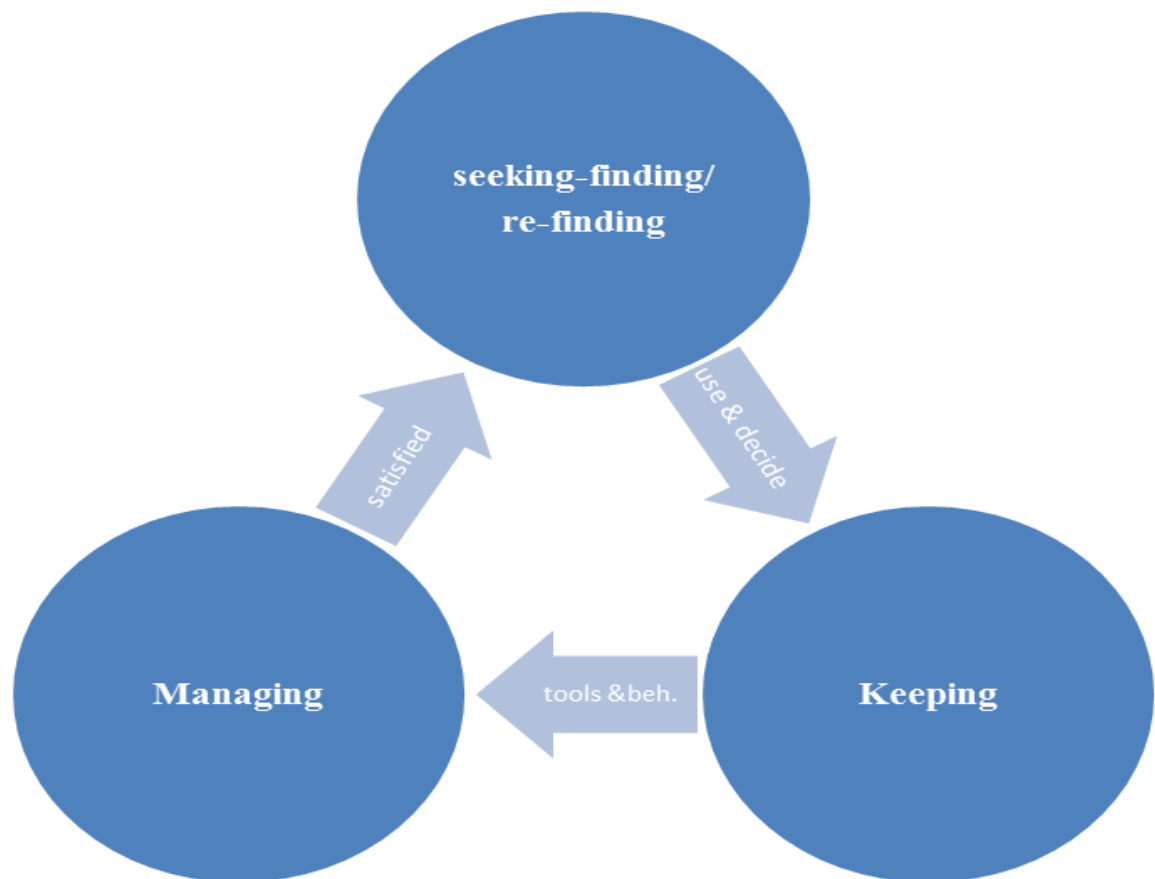 seeking-finding/
re-finding
use & decide
satisfied
Managing
tools &beh.
Keeping